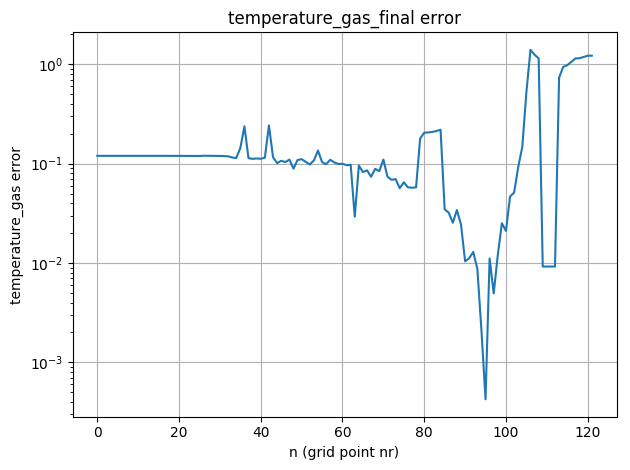 temperature_gas_final error
temperature_gas error
10⁰
10⁻¹
10⁻²
10⁻³
0 20 40 60 80 100 120
n (grid point nr)